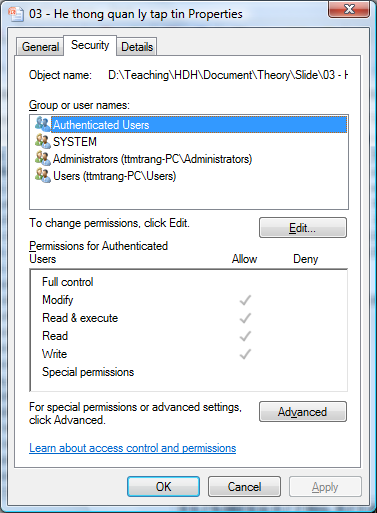 03 - He thong quan ly tap tin Properties
General Security Details
Object name: D:\Teaching\HDH\Document\Theory\Slide\03 - H
Group or user names:
Authenticated Users
SYSTEM
Administrators (ttmtrang-PC\Administrators)
Users (ttmtrang-PC\Users)
To change permissions, click Edit.
Edit...
Permissions for Authenticated
Users Allow Deny
Full control
Modify
Read & execute
Read
Write
Special permissions
For special permissions or advanced settings,
click Advanced.
Advanced
Learn about access control and permissions
OK Cancel Apply